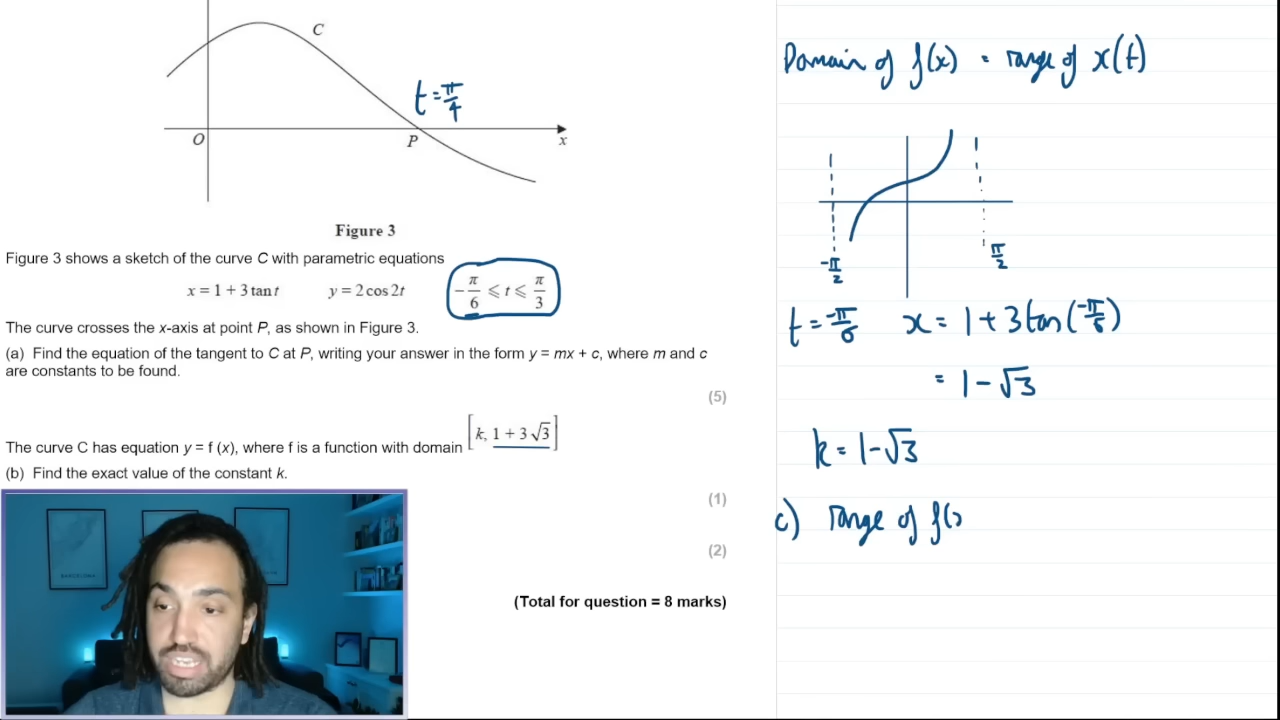 C
t = π/4
O
P
x
Figure 3
Figure 3 shows a sketch of the curve C with parametric equations
x = 1 + 3 tan t y = 2 cos 2t -π/6 ⩽ t ⩽ π/3
The curve crosses the x-axis at point P, as shown in Figure 3.
(a) Find the equation of the tangent to C at P, writing your answer in the form y = mx + c, where m and c
are constants to be found.
(5)
The curve C has equation y = f (x), where f is a function with domain [k, 1 + 3√3]
(b) Find the exact value of the constant k.
(1)
(2)
(Total for question = 8 marks)
BARCELONA
Domain of f(x) = range of x(t)
-π/2
π/2
t = -π/6 x = 1 + 3 tan(-π/6)
= 1 - √3
k = 1 - √3
c) range of f(x